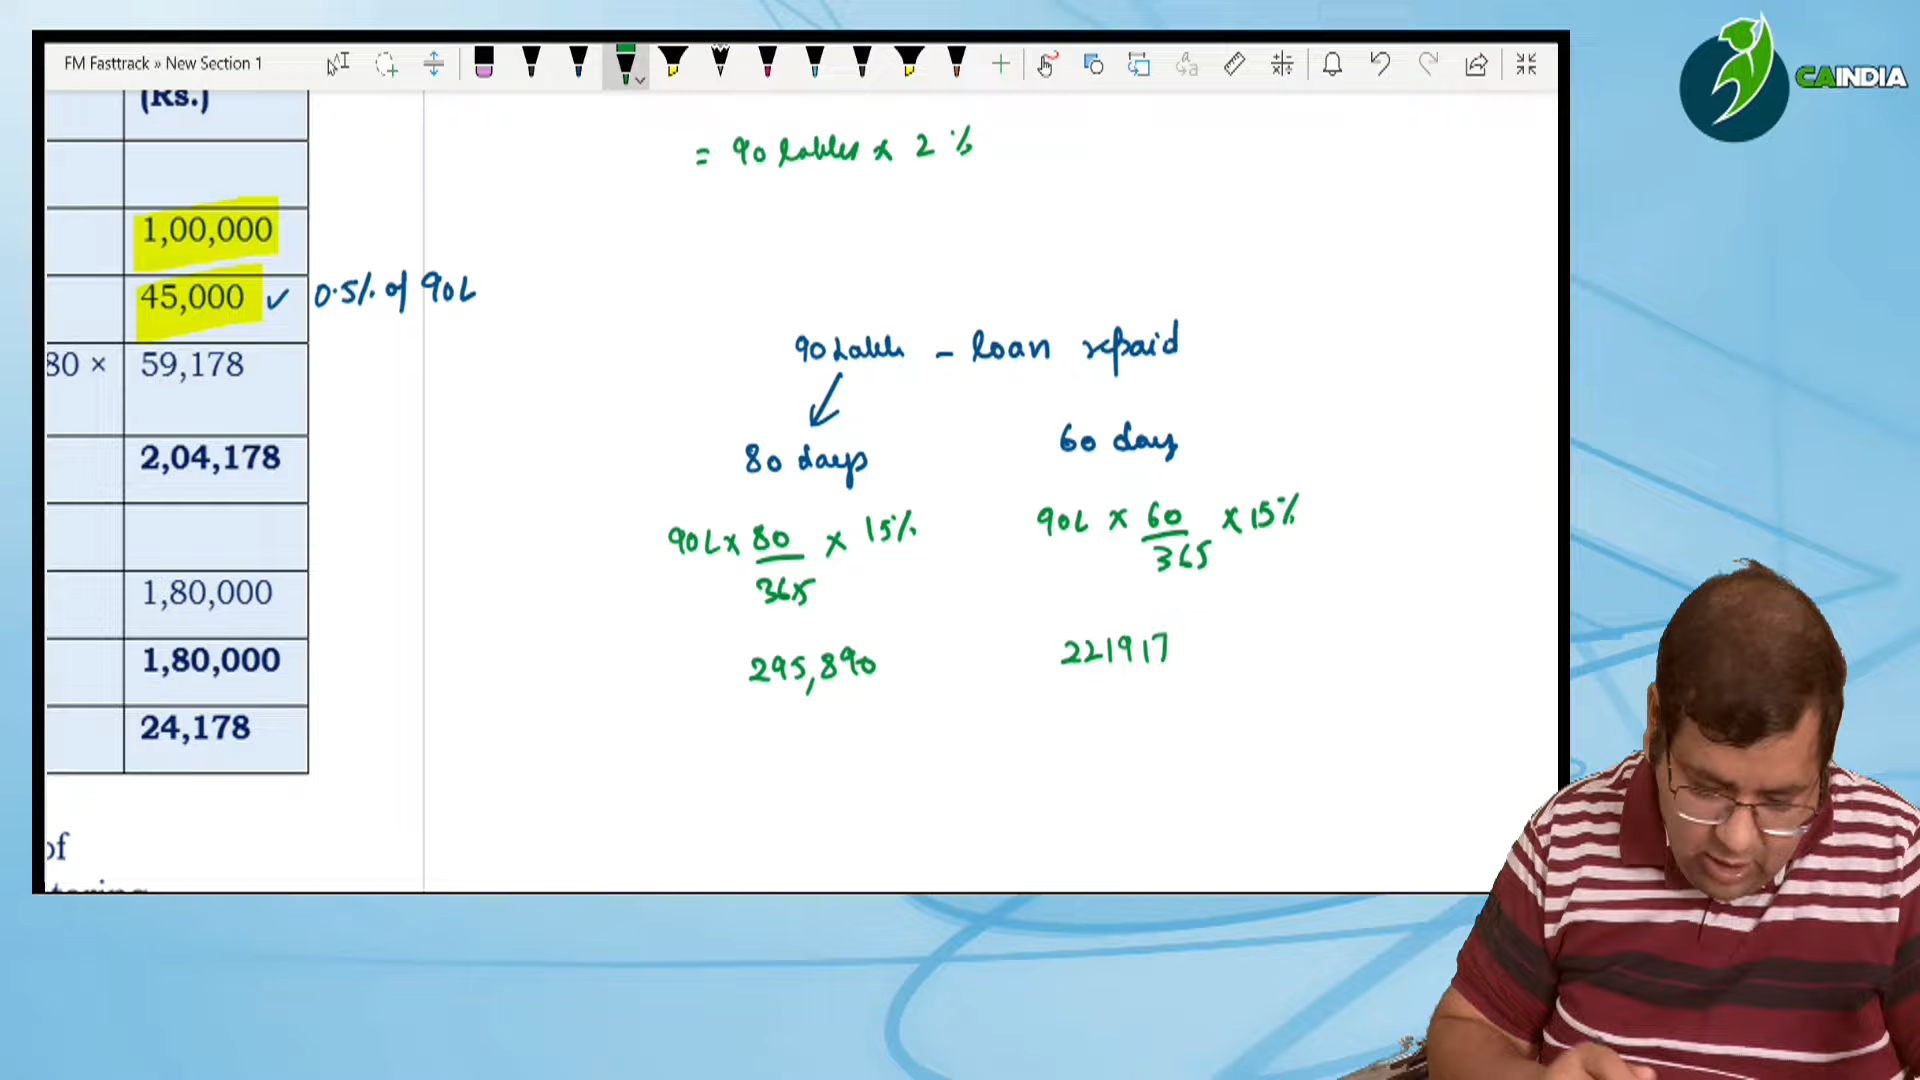 FM Fasttrack » New Section 1
CAINDIA
(Rs.)
1,00,000
45,000 ✓ 0.5% of 90L
80 × 59,178
2,04,178
1,80,000
1,80,000
24,178
of
= 90 lakhs x 2 %
90 Lakh - loan repaid
80 days
60 days
90L x 80/365 x 15%
90L x 60/365 x 15%
295,890
221917